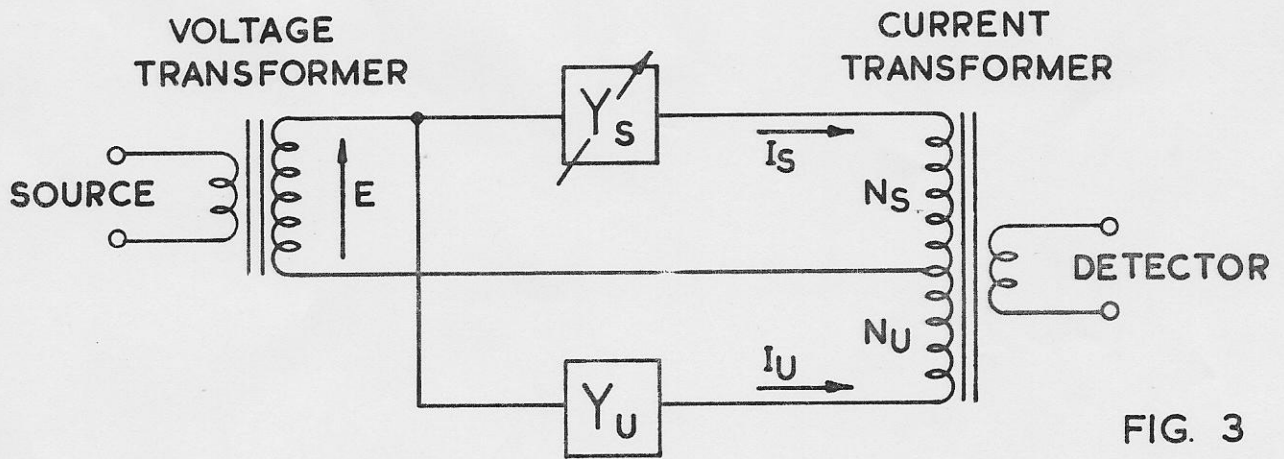 VOLTAGE
TRANSFORMER
CURRENT
TRANSFORMER
YS
IS
SOURCE
E
NS
DETECTOR
NU
IU
YU
FIG. 3